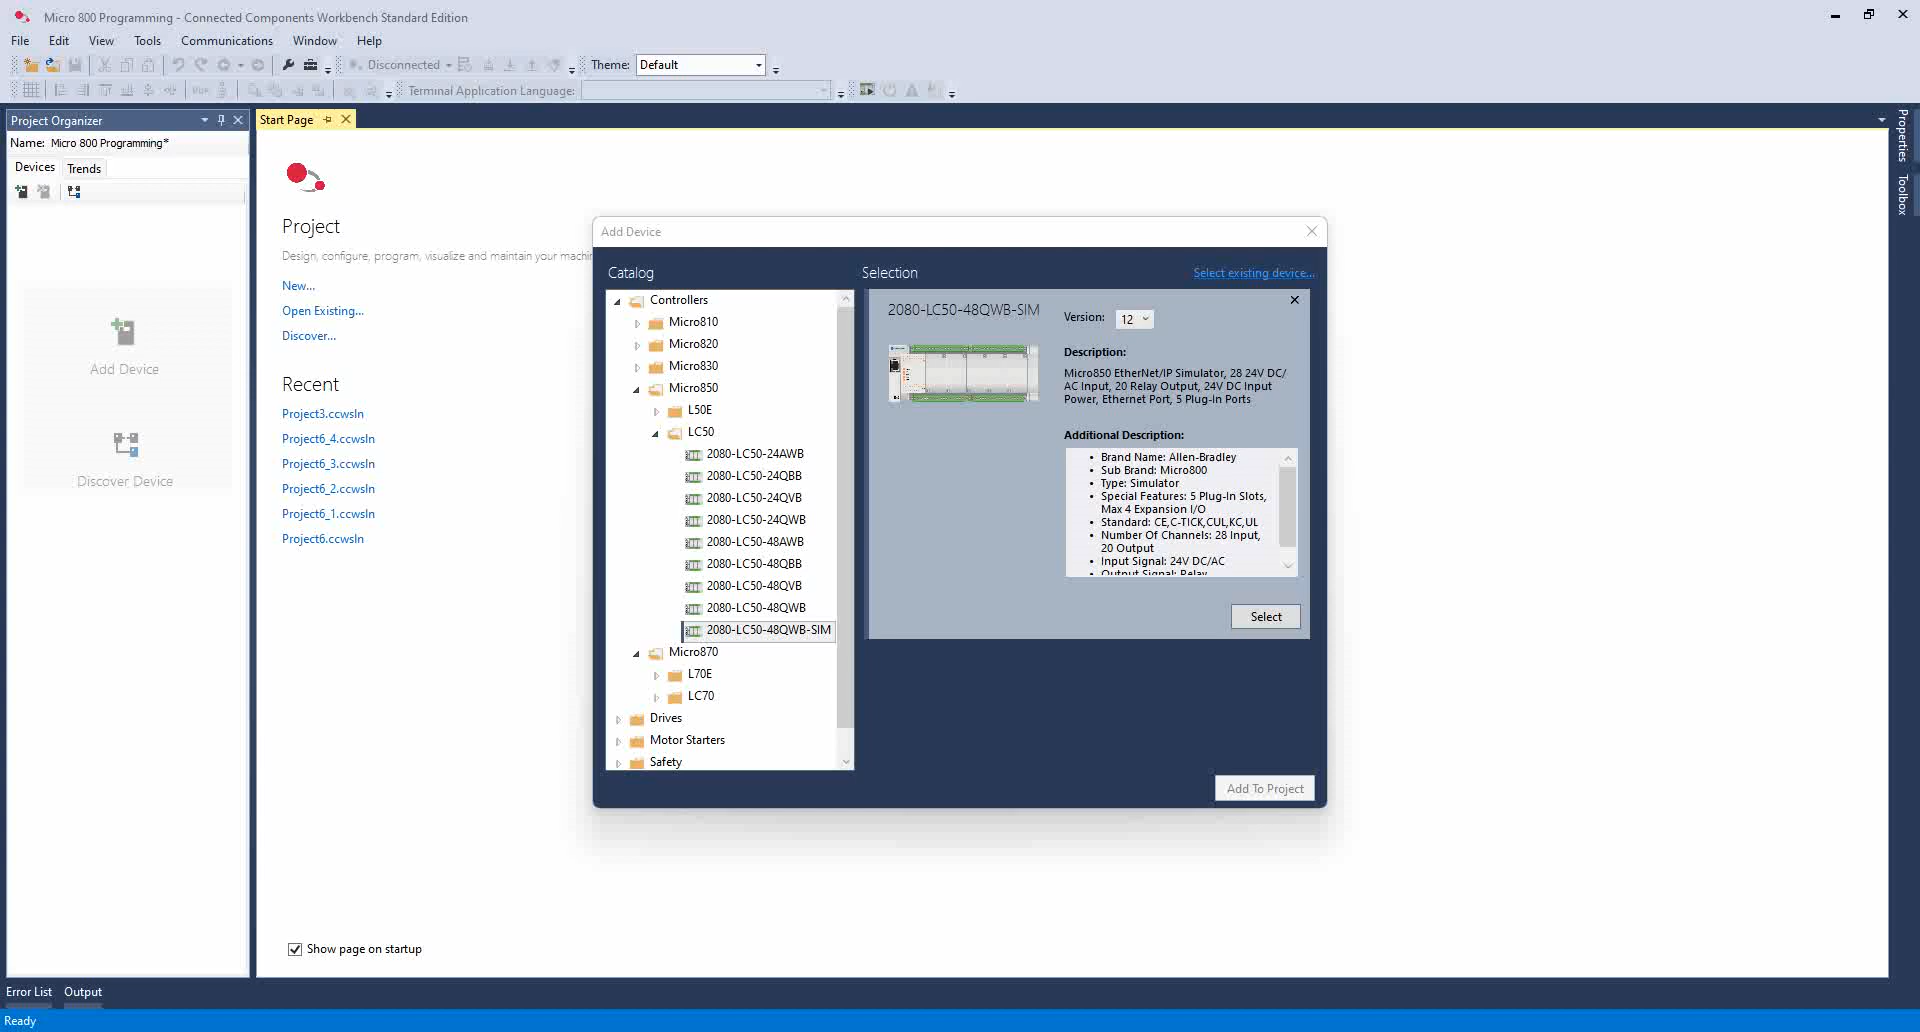 Micro 800 Programming - Connected Components Workbench Standard Edition
File Edit View Tools Communications Window Help
Disconnected
Theme: Default
Terminal Application Language:
Project Organizer
Name: Micro 800 Programming*
Devices Trends
Add Device
Discover Device
Start Page
Project
Design, configure, program, visualize and maintain your machin
New...
Open Existing...
Discover...
Recent
Project3.ccwsln
Project6_4.ccwsln
Project6_3.ccwsln
Project6_2.ccwsln
Project6_1.ccwsln
Project6.ccwsln
Show page on startup
Add Device
Catalog
Controllers
Micro810
Micro820
Micro830
Micro850
L50E
LC50
2080-LC50-24AWB
2080-LC50-24QBB
2080-LC50-24QVB
2080-LC50-24QWB
2080-LC50-48AWB
2080-LC50-48QBB
2080-LC50-48QVB
2080-LC50-48QWB
2080-LC50-48QWB-SIM
Micro870
L70E
LC70
Drives
Motor Starters
Safety
Selection
Select existing device...
2080-LC50-48QWB-SIM
Version: 12
Description:
Micro850 EtherNet/IP Simulator, 28 24V DC/
AC Input, 20 Relay Output, 24V DC Input
Power, Ethernet Port, 5 Plug-In Ports
Additional Description:
• Brand Name: Allen-Bradley
• Sub Brand: Micro800
• Type: Simulator
• Special Features: 5 Plug-In Slots,
Max 4 Expansion I/O
• Standard: CE,C-TICK,CUL,KC,UL
• Number Of Channels: 28 Input,
20 Output
• Input Signal: 24V DC/AC
• Output Signal: Relay
Select
Add To Project
Properties
Toolbox
Error List Output
Ready